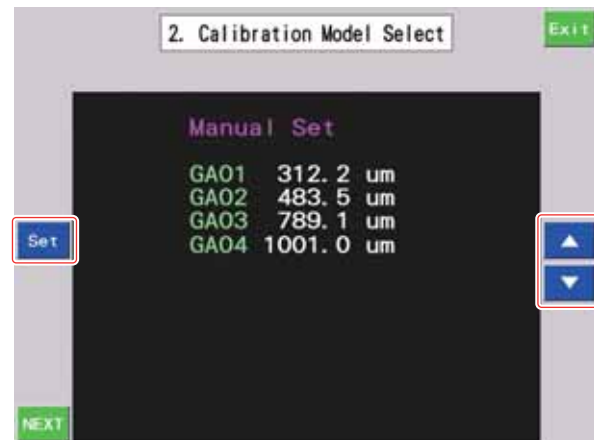 2. Calibration Model Select
Exit
Manual Set
GA01 312.2 um
GA02 483.5 um
GA03 789.1 um
GA04 1001.0 um
Set
NEXT